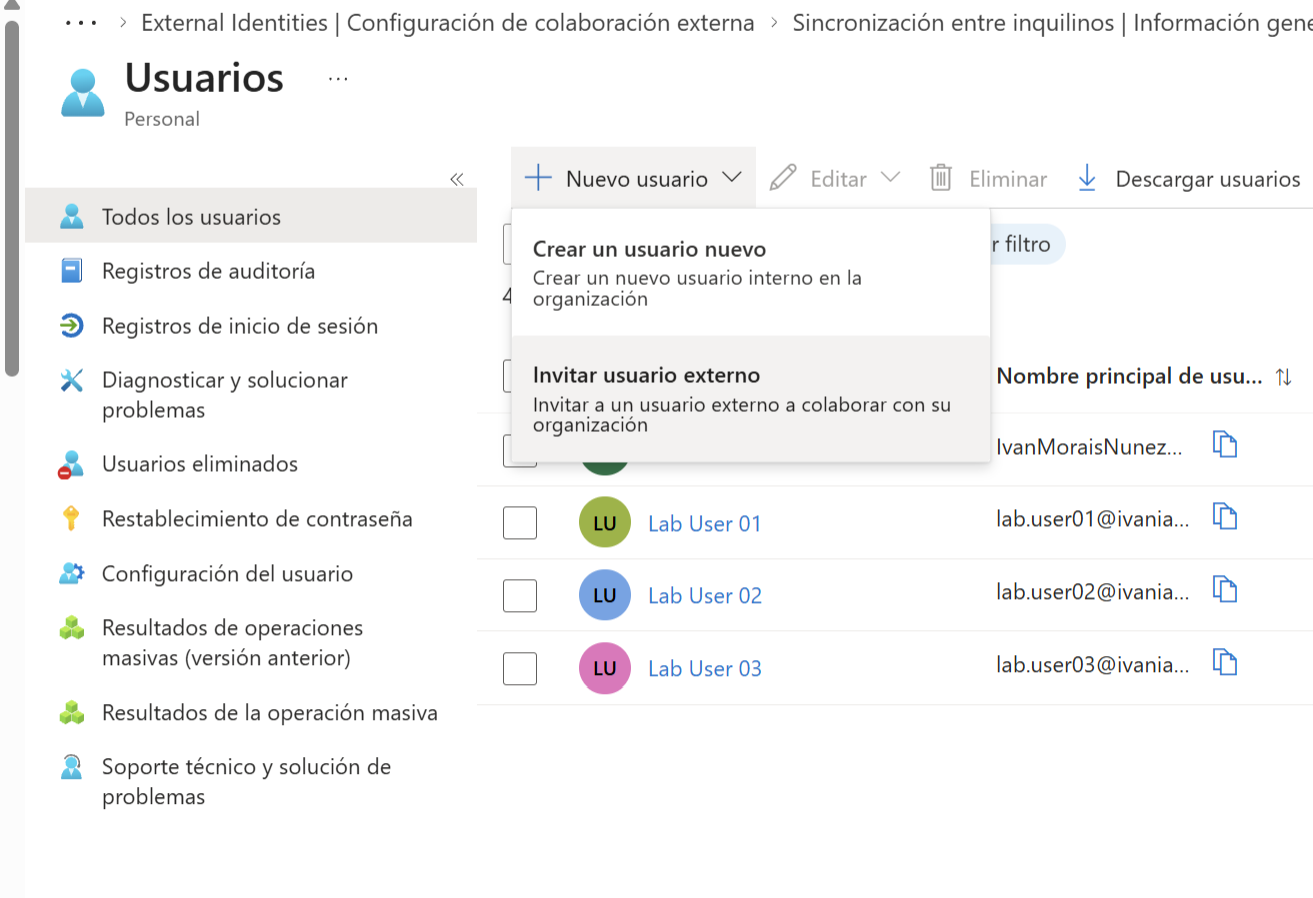 ··· > External Identities | Configuración de colaboración externa > Sincronización entre inquilinos | Información gene
Usuarios ···
Personal
«
Todos los usuarios
Registros de auditoría
Registros de inicio de sesión
Diagnosticar y solucionar
problemas
Usuarios eliminados
Restablecimiento de contraseña
Configuración del usuario
Resultados de operaciones
masivas (versión anterior)
Resultados de la operación masiva
Soporte técnico y solución de
problemas
Nuevo usuario Editar Eliminar Descargar usuarios
Crear un usuario nuevo
Crear un nuevo usuario interno en la
organización
Invitar usuario externo
Invitar a un usuario externo a colaborar con su
organización
r filtro
4
Nombre principal de usu...
IvanMoraisNunez...
LU Lab User 01 lab.user01@ivania...
LU Lab User 02 lab.user02@ivania...
LU Lab User 03 lab.user03@ivania...